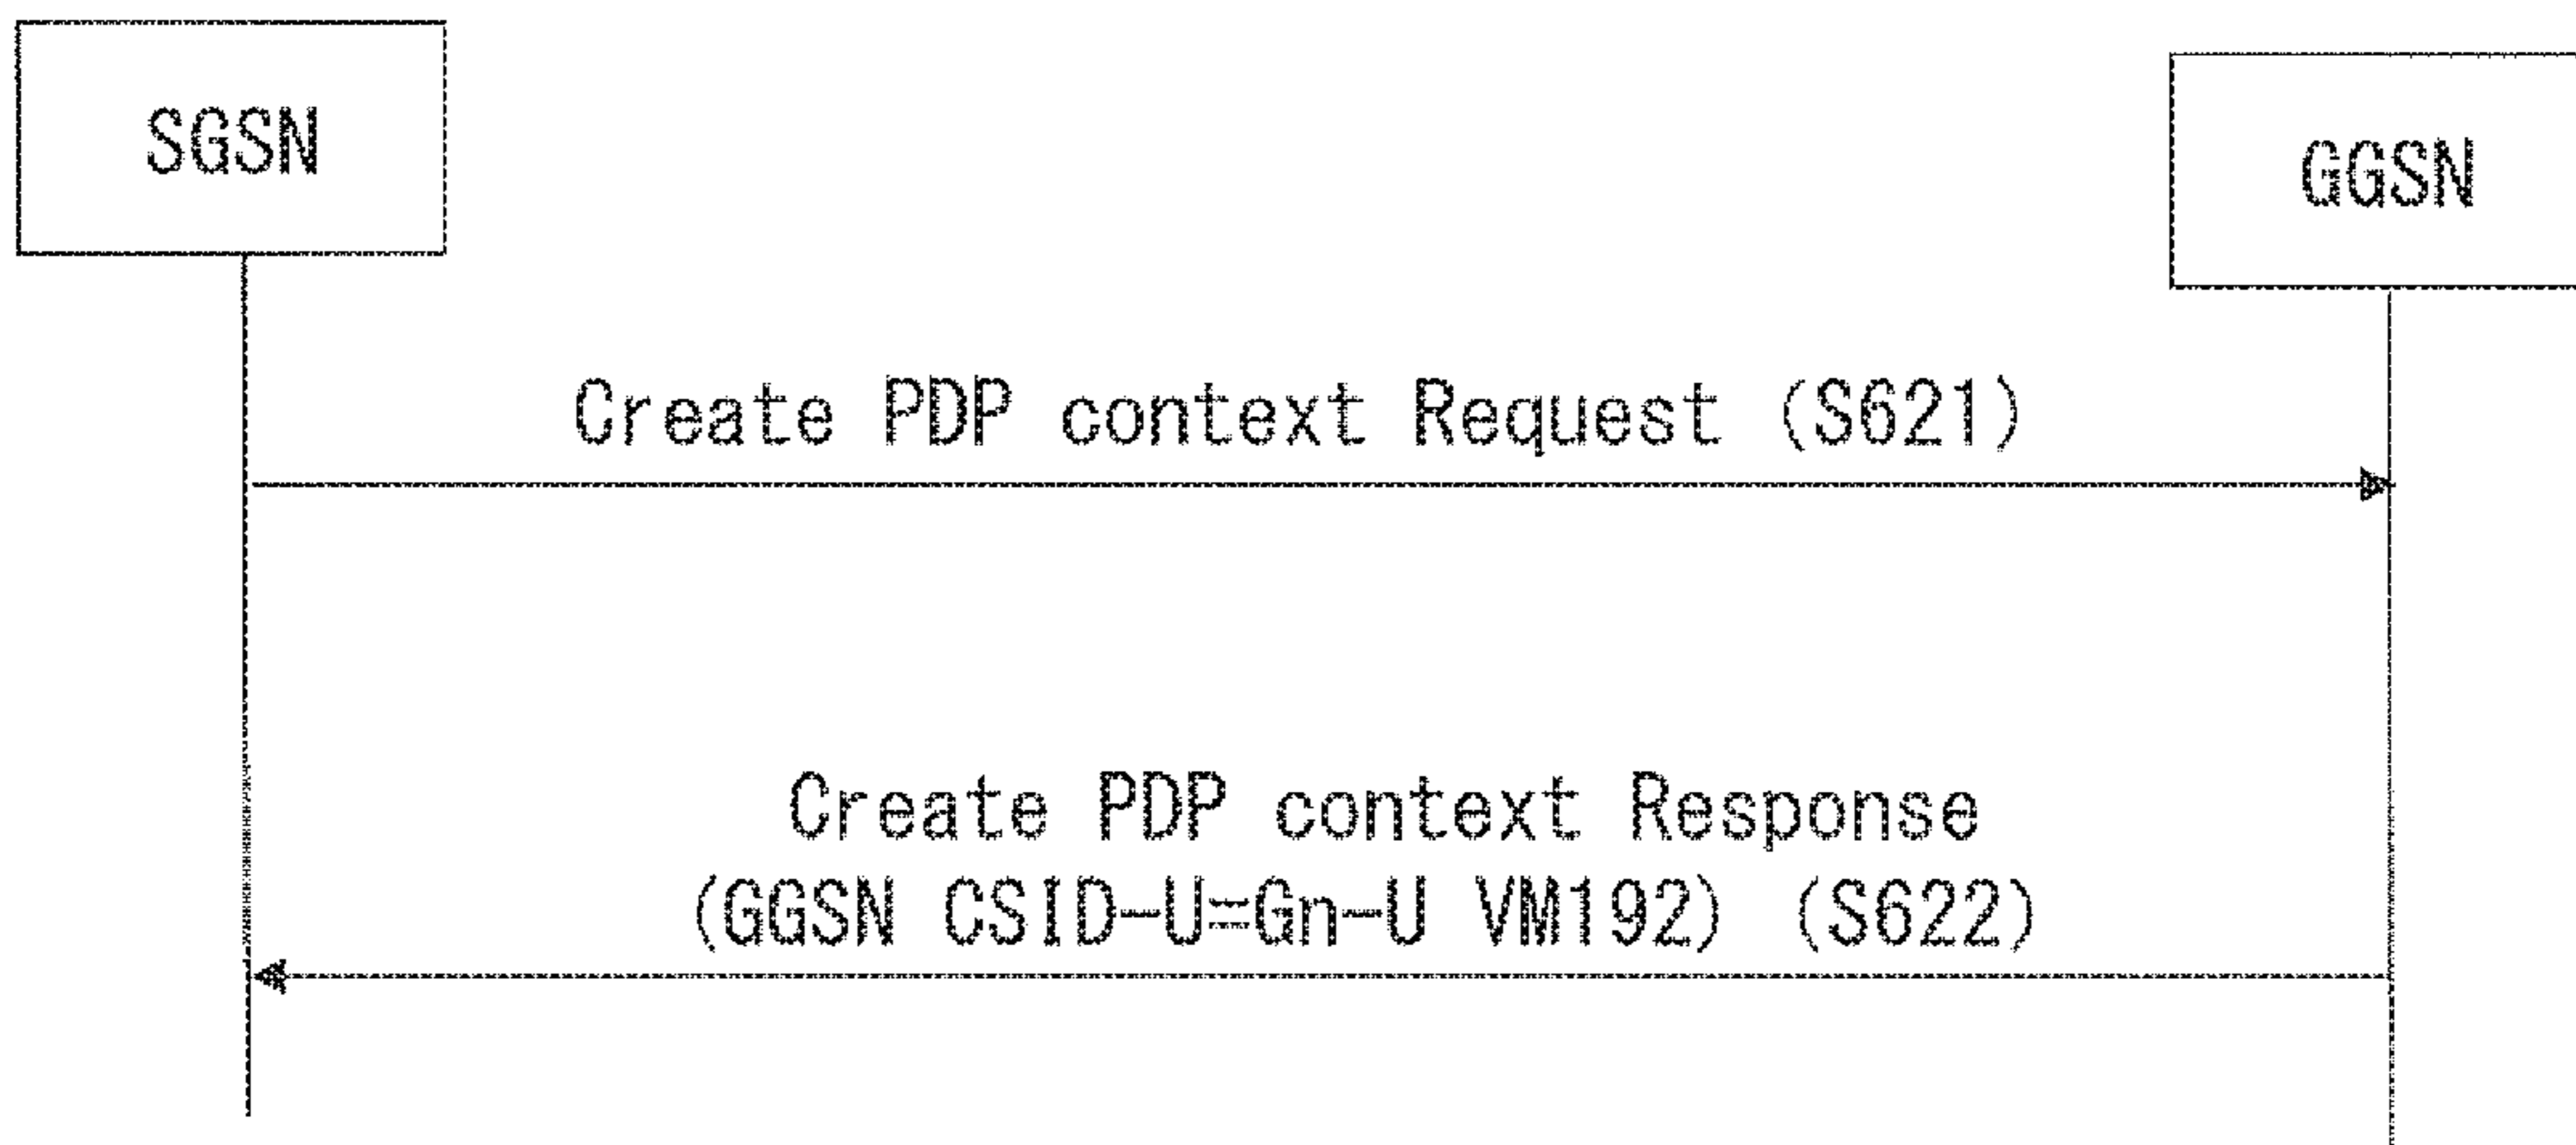 SGSN
GGSN
Create PDP context Request (S621)
Create PDP context Response
(GGSN CSID-U=Gn-U VM192) (S622)